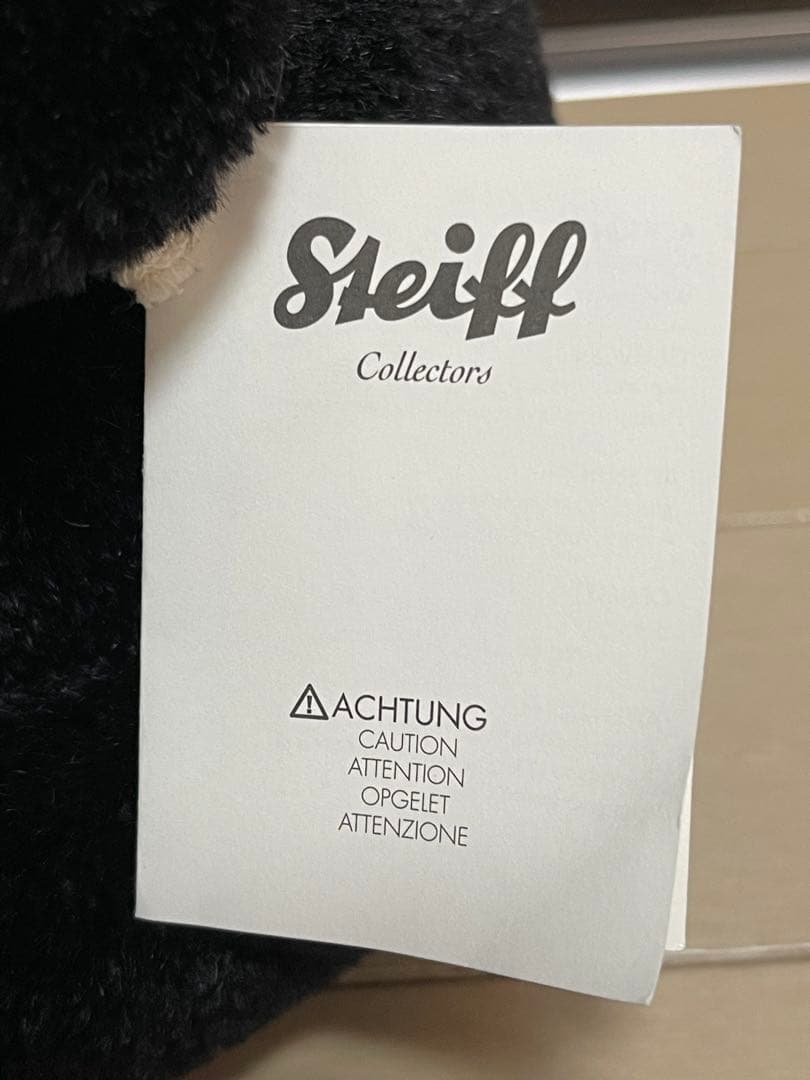 Steiff
Collectors
ACHTUNG
CAUTION
ATTENTION
OPGELET
ATTENZIONE